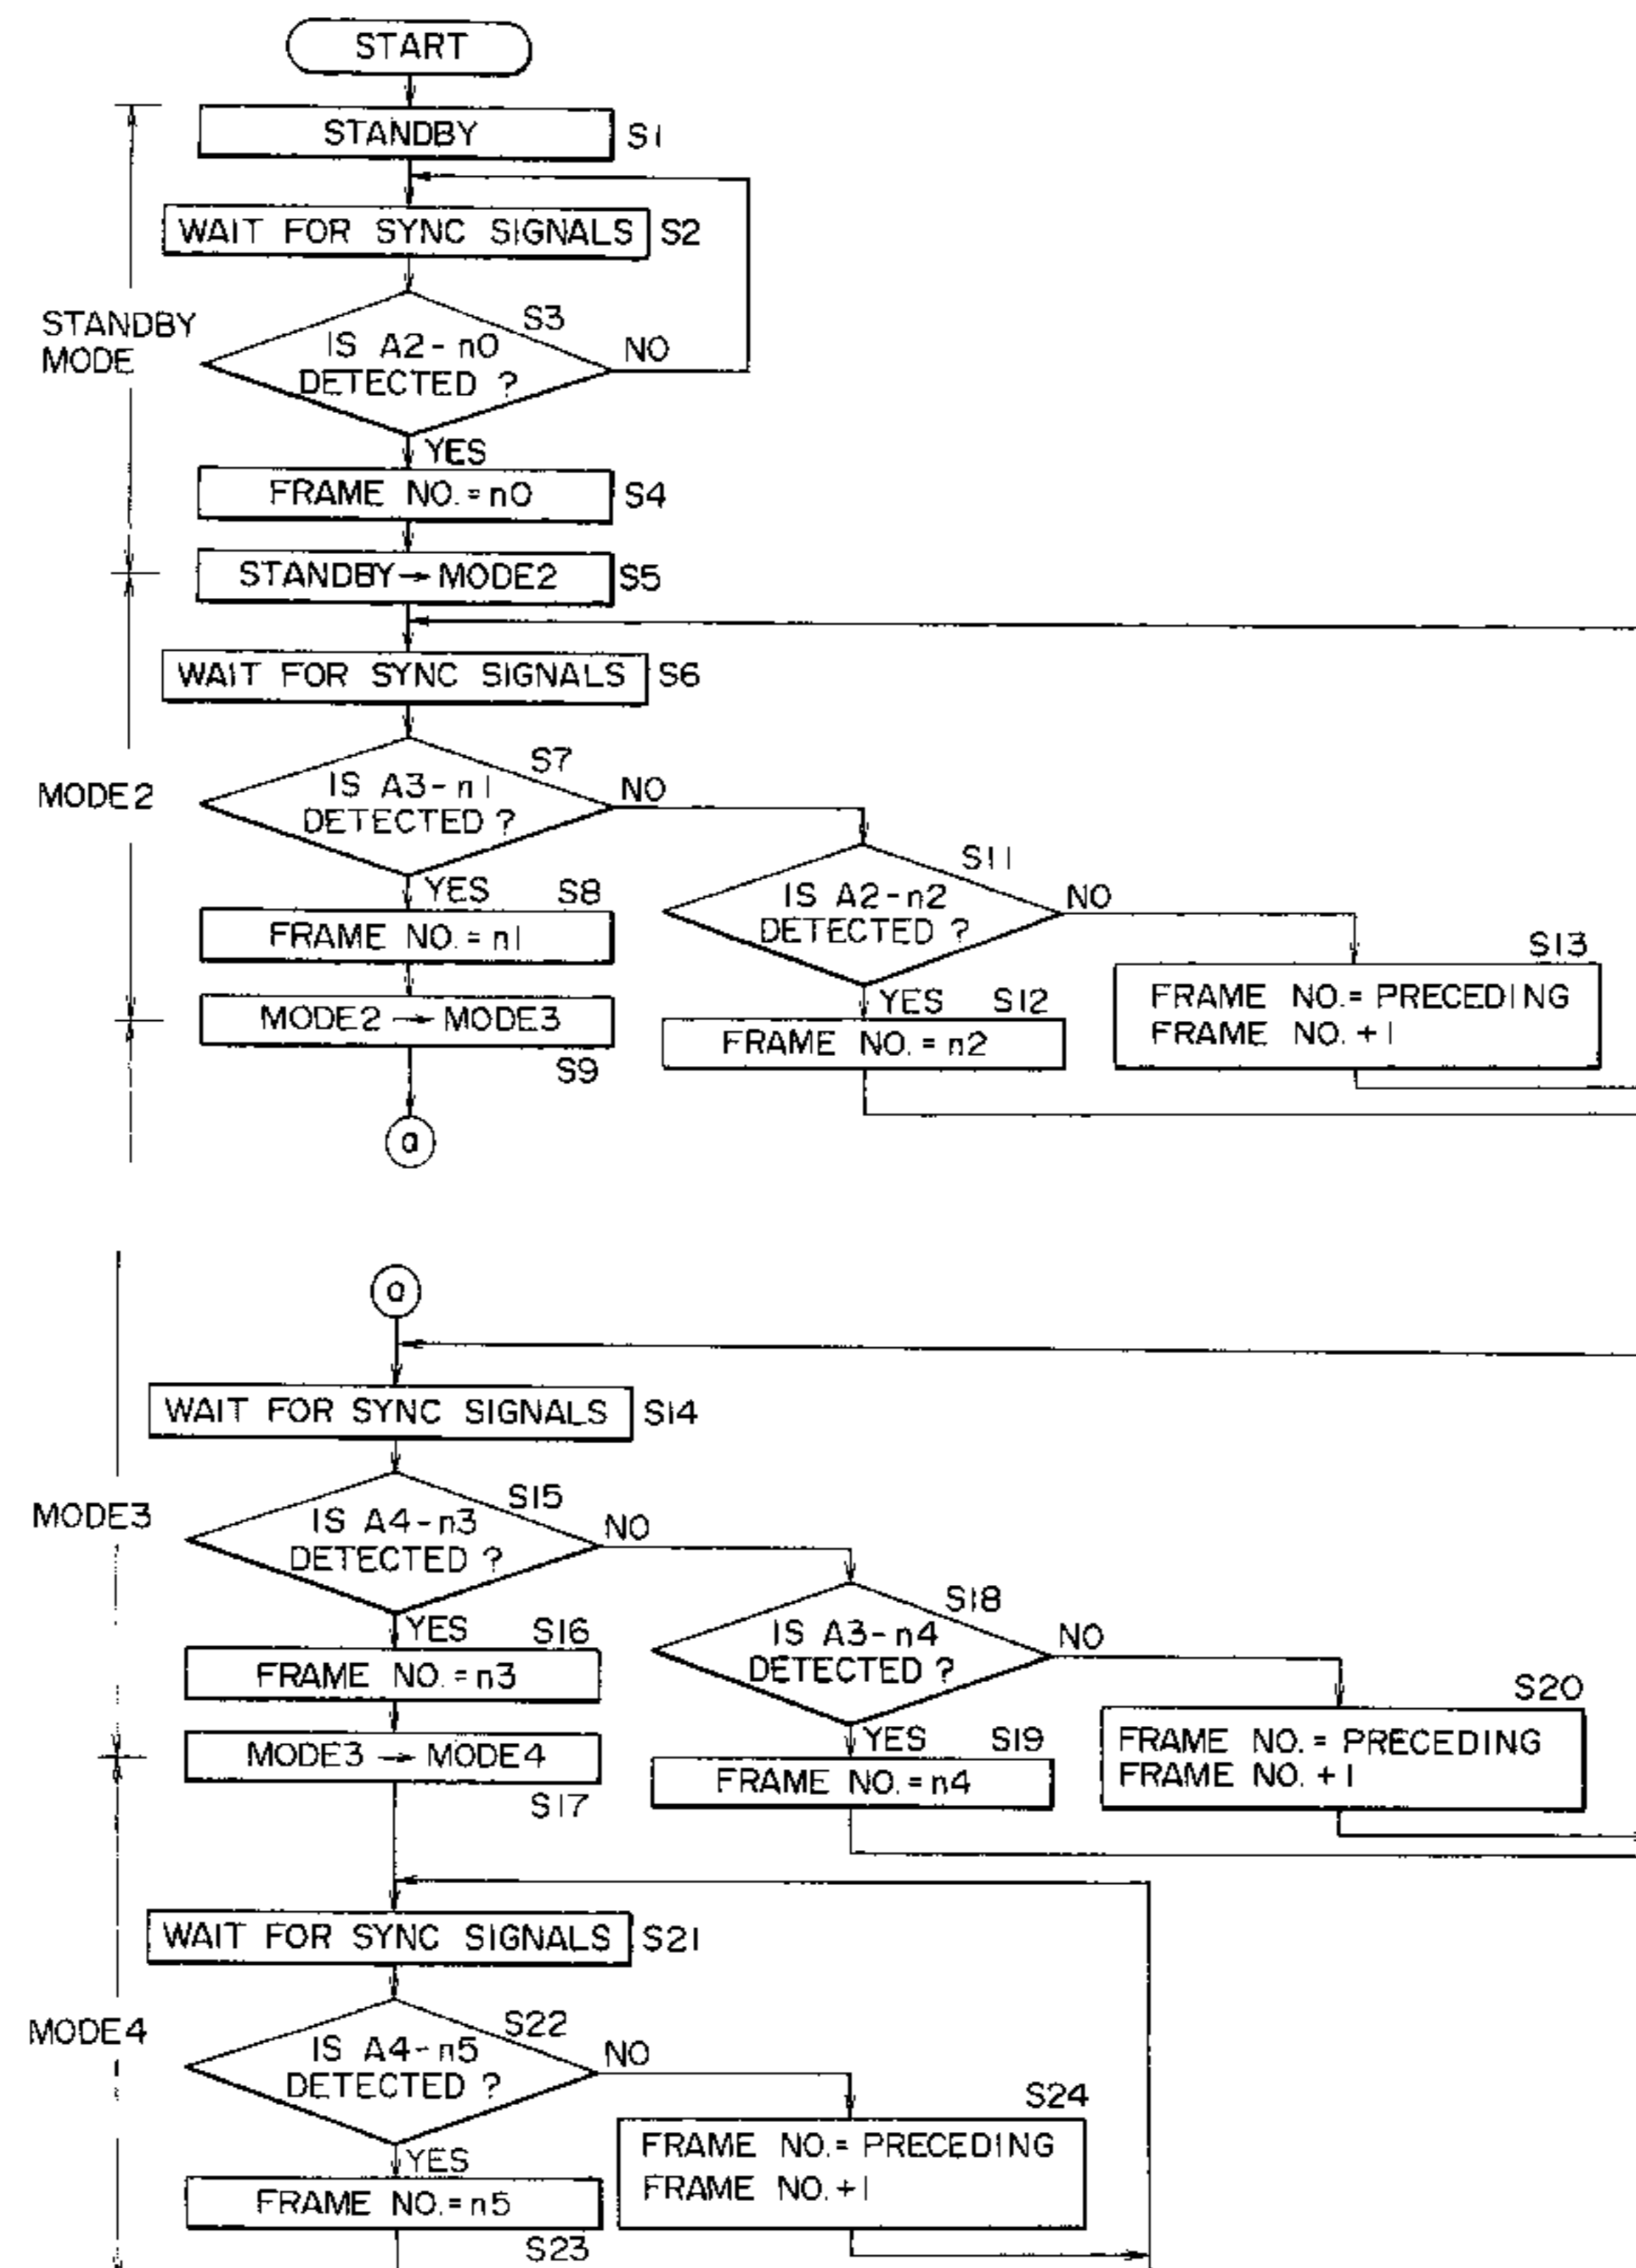 START
STANDBY
S1
WAIT FOR SYNC SIGNALS
S2
STANDBY
MODE
S3
IS A2-n0
DETECTED ?
NO
YES
FRAME NO.=n0
S4
STANDBY→MODE2
S5
WAIT FOR SYNC SIGNALS
S6
MODE2
S7
IS A3-n1
DETECTED ?
NO
YES
S8
FRAME NO.=n1
MODE2→MODE3
S9
a
S11
IS A2-n2
DETECTED ?
NO
YES
S12
FRAME NO.=n2
S13
FRAME NO.=PRECEDING
FRAME NO.+1
a
WAIT FOR SYNC SIGNALS
S14
MODE3
S15
IS A4-n3
DETECTED ?
NO
YES
S16
FRAME NO.=n3
MODE3→MODE4
S17
S18
IS A3-n4
DETECTED ?
NO
YES
S19
FRAME NO.=n4
S20
FRAME NO.=PRECEDING
FRAME NO.+1
WAIT FOR SYNC SIGNALS
S21
MODE4
S22
IS A4-n5
DETECTED ?
NO
YES
FRAME NO.=n5
S23
S24
FRAME NO.=PRECEDING
FRAME NO.+1